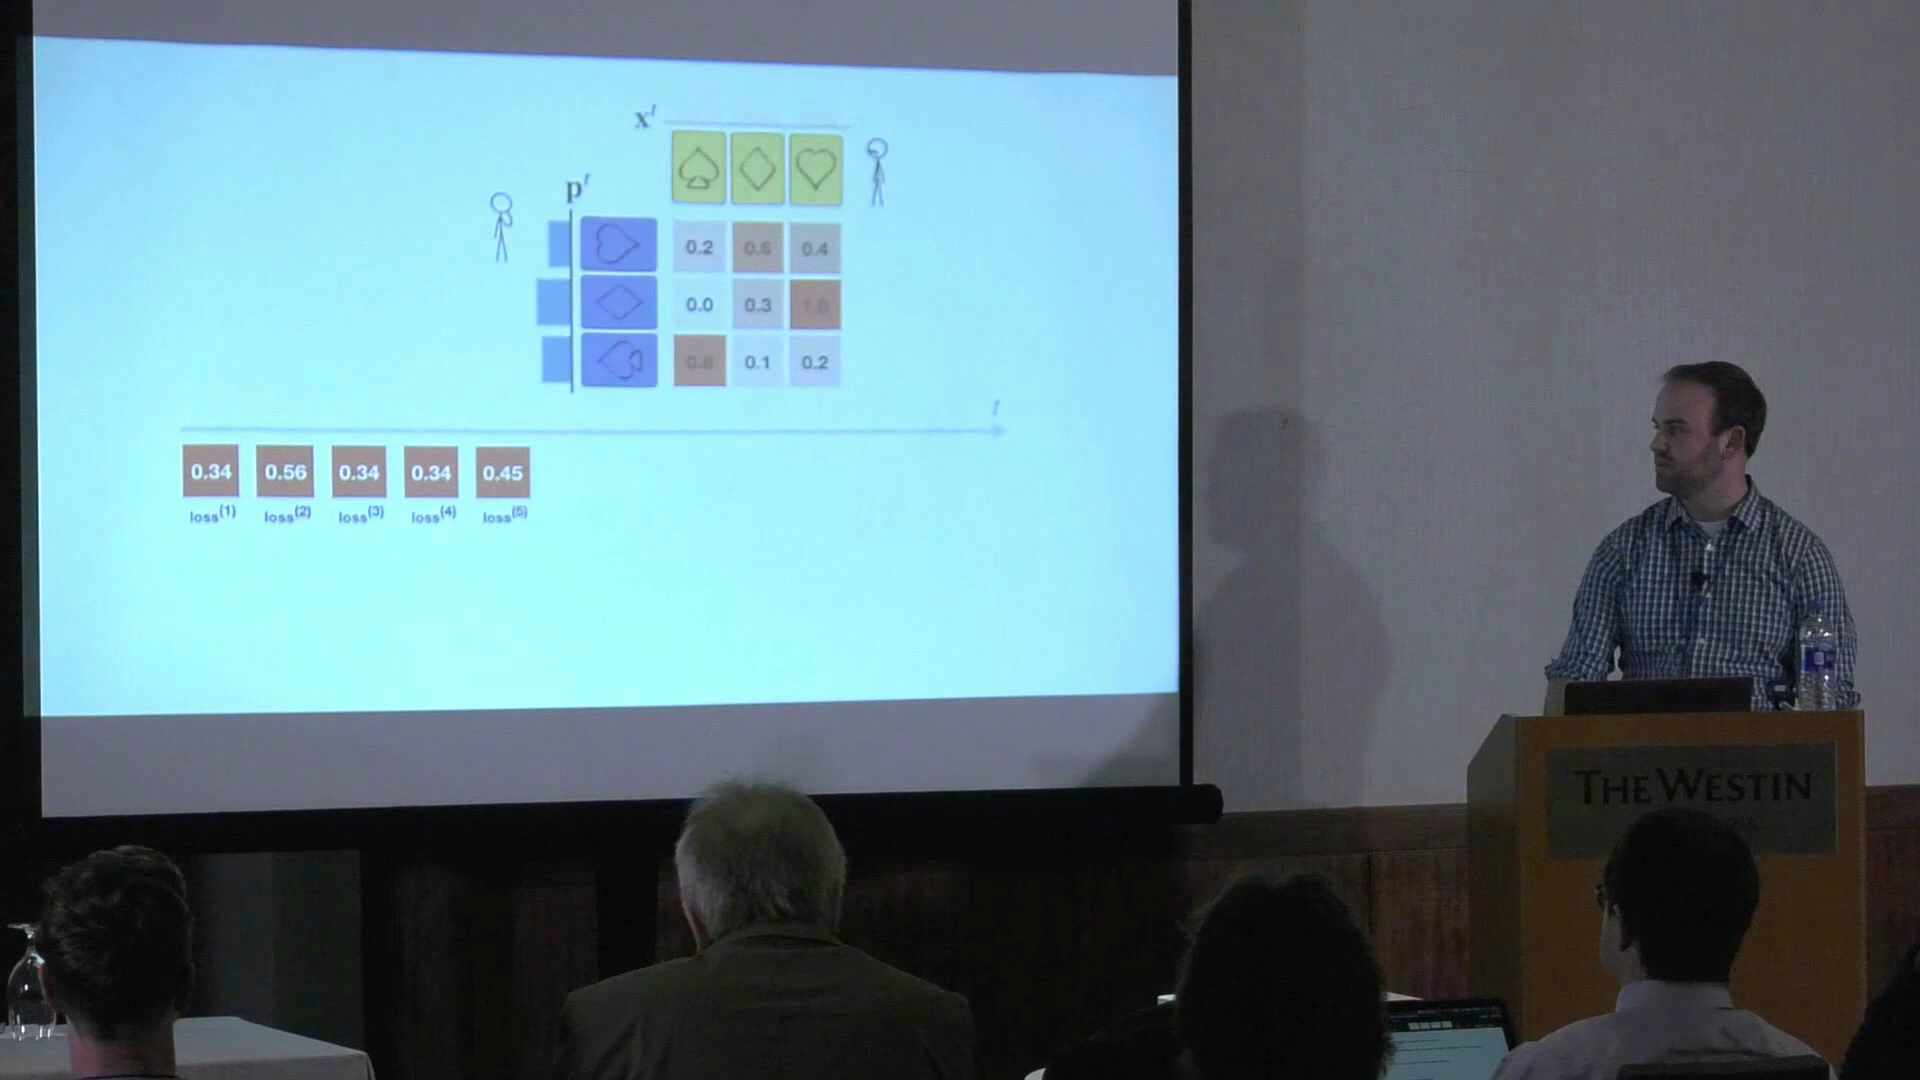 x^t
p^t
0.2 0.6 0.4
0.0 0.3 1.0
0.8 0.1 0.2
t
0.34 0.56 0.34 0.34 0.45
loss(1) loss(2) loss(3) loss(4) loss(5)
THE WESTIN